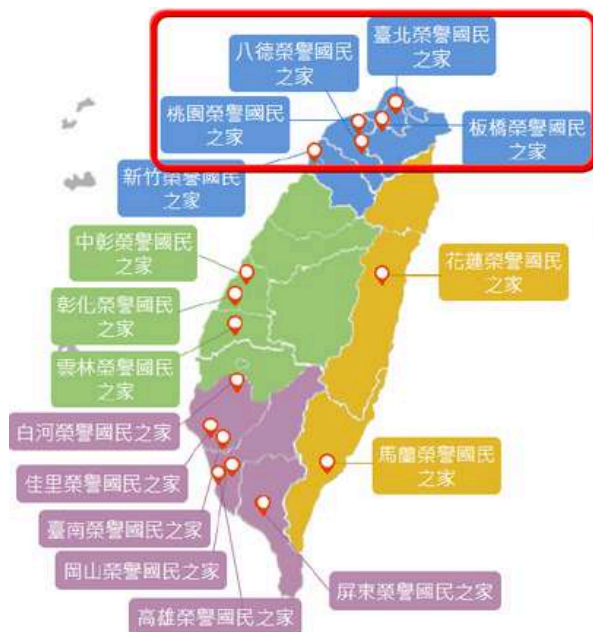 臺北榮譽國民
之家
八德榮譽國民
之家
桃園榮譽國民
之家
板橋榮譽國民
之家
新竹榮譽國民
之家
中彰榮譽國民
之家
花蓮榮譽國民
之家
彰化榮譽國民
之家
雲林榮譽國民
之家
白河榮譽國民之家
馬蘭榮譽國民
之家
佳里榮譽國民之家
臺南榮譽國民之家
岡山榮譽國民之家
屏東榮譽國民之家
高雄榮譽國民之家